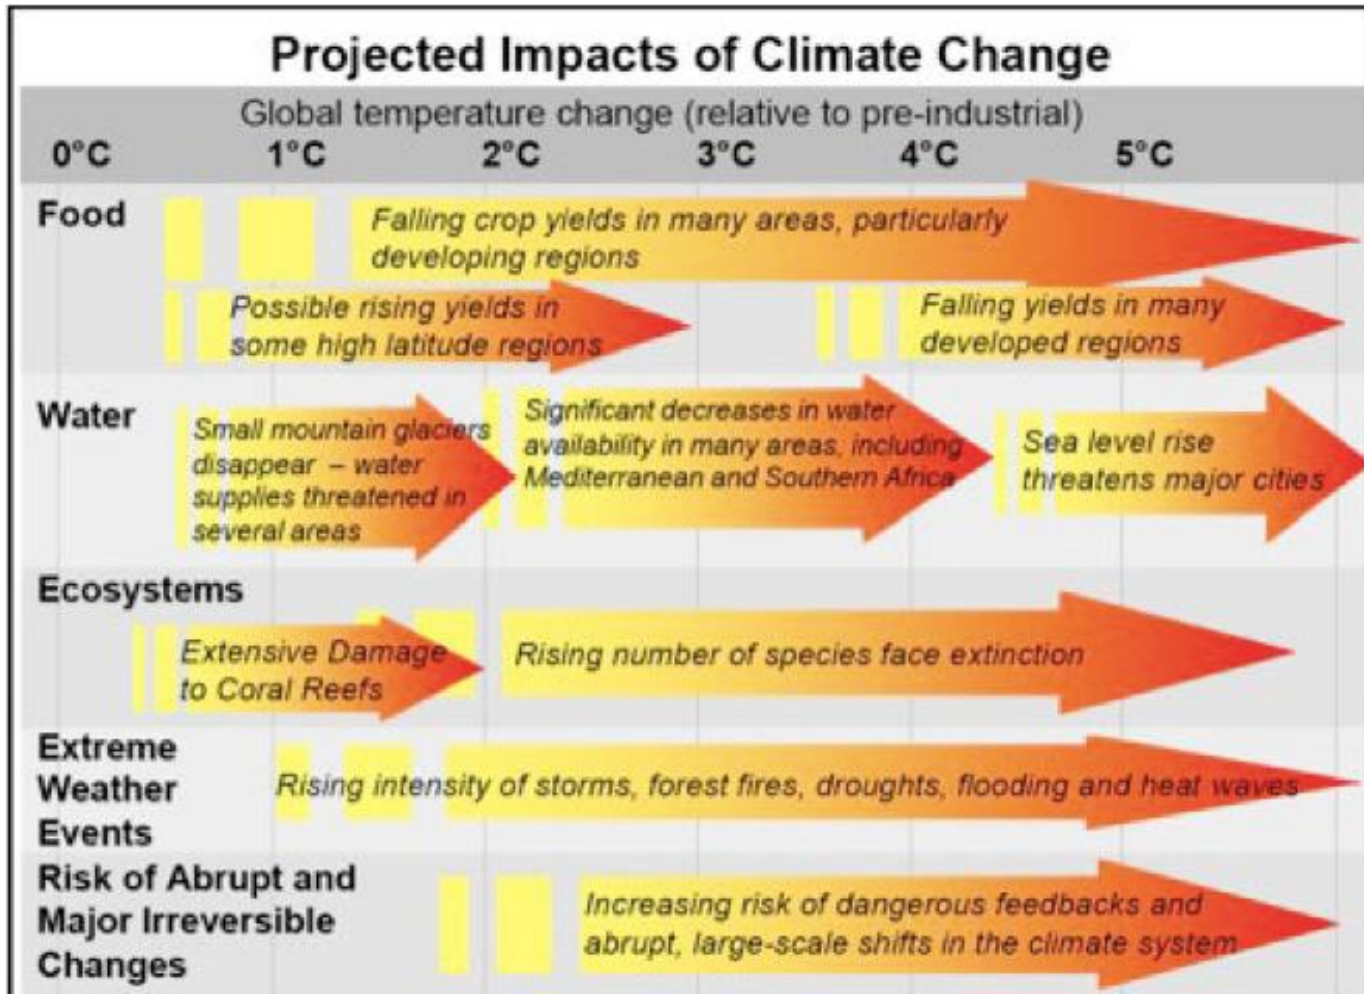 Projected Impacts of Climate Change
Global temperature change (relative to pre-industrial)
0°C 1°C 2°C 3°C 4°C 5°C
Food
Falling crop yields in many areas, particularly
developing regions
Possible rising yields in
some high latitude regions
Falling yields in many
developed regions
Water
Small mountain glaciers
disappear – water
supplies threatened in
several areas
Significant decreases in water
availability in many areas, including
Mediterranean and Southern Africa
Sea level rise
threatens major cities
Ecosystems
Extensive Damage
to Coral Reefs
Rising number of species face extinction
Extreme
Weather
Events
Rising intensity of storms, forest fires, droughts, flooding and heat waves
Risk of Abrupt and
Major Irreversible
Changes
Increasing risk of dangerous feedbacks and
abrupt, large-scale shifts in the climate system